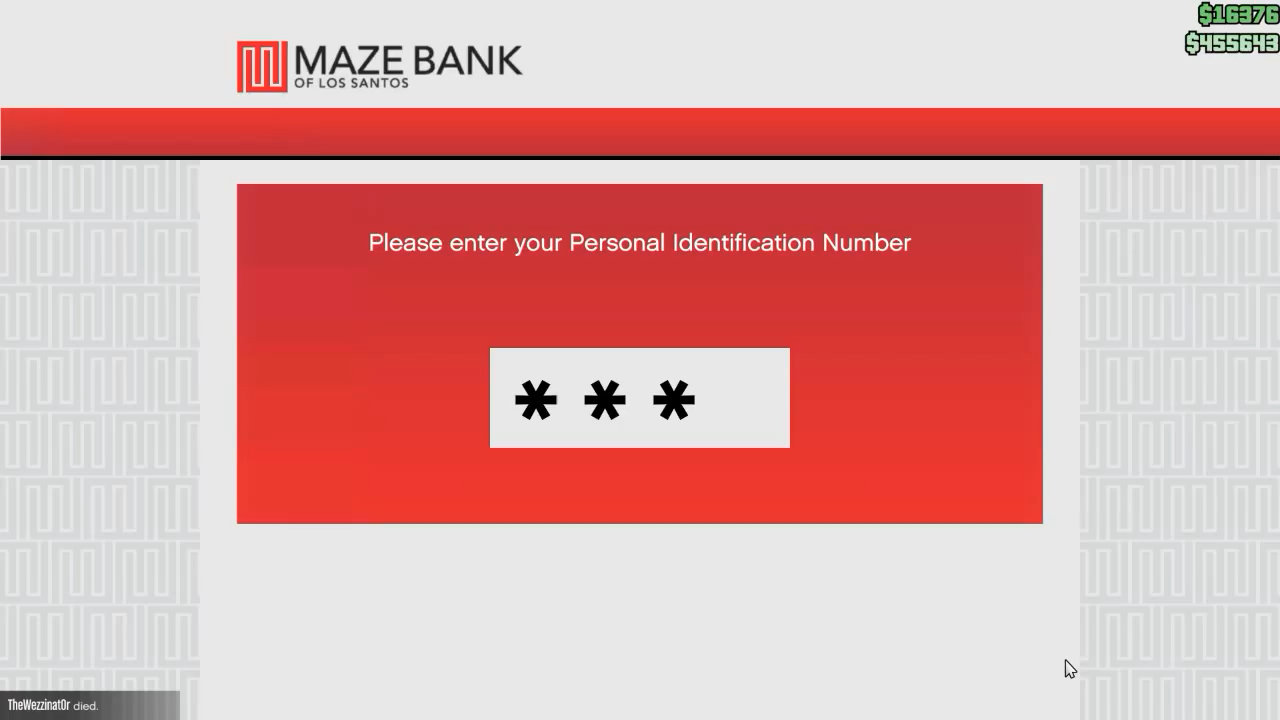 $16376
$455643
MAZE BANK
OF LOS SANTOS
Please enter your Personal Identification Number
* * *
TheWezzinat0r died.